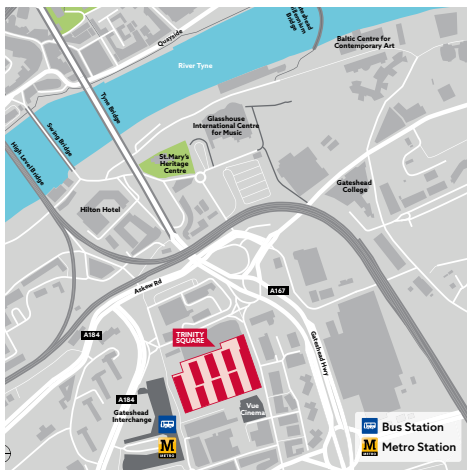 Quayside
Gateshead
Millennium
Bridge
Baltic Centre for
Contemporary Art
River Tyne
Tyne Bridge
Swing Bridge
High Level Bridge
Glasshouse
International Centre
for Music
St.Mary's
Heritage
Centre
Gateshead
College
Hilton Hotel
Askew Rd
A167
A184
TRINITY
SQUARE
Gateshead Hwy
A184
Gateshead
Interchange
Vue
Cinema
M
METRO
Bus Station
M
METRO
Metro Station